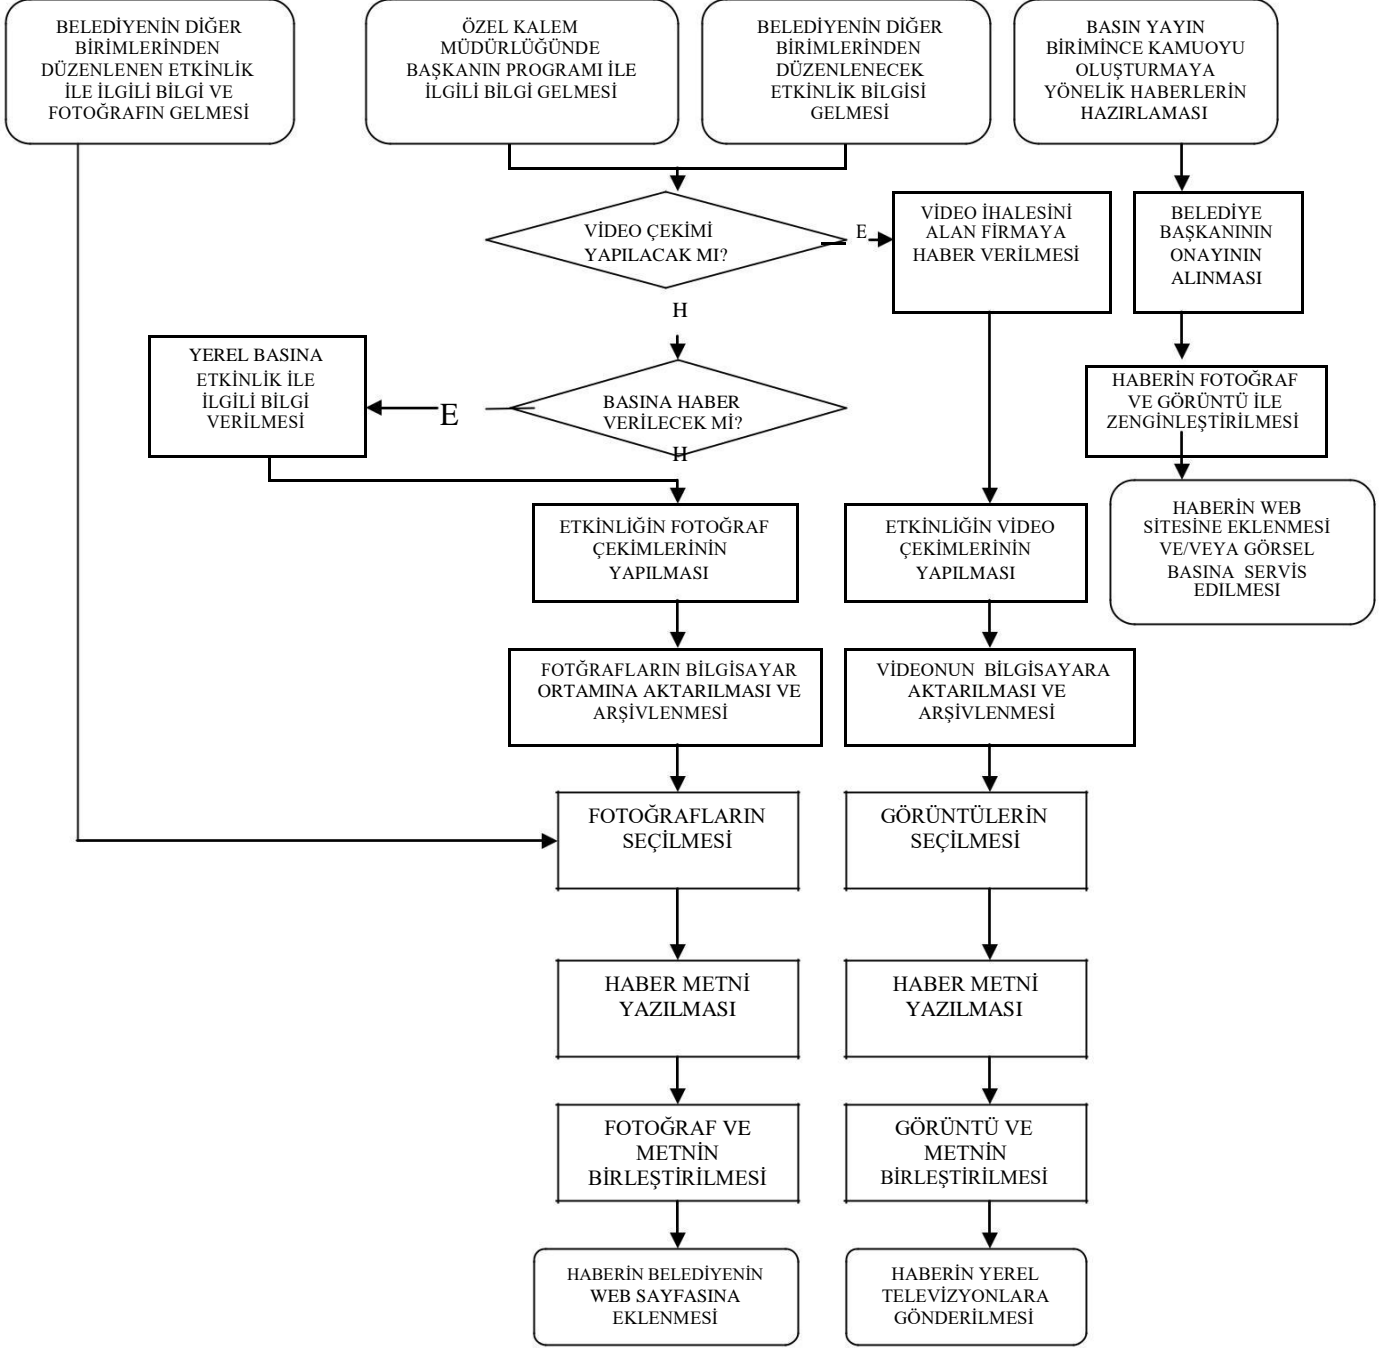 BELEDİYENİN DİĞER
BİRİMLERİNDEN
DÜZENLENEN ETKİNLİK
İLE İLGİLİ BİLGİ VE
FOTOĞRAFIN GELMESİ
ÖZEL KALEM
MÜDÜRLÜĞÜNDE
BAŞKANIN PROGRAMI İLE
İLGİLİ BİLGİ GELMESİ
BELEDİYENİN DİĞER
BİRİMLERİNDEN
DÜZENLENECEK
ETKİNLİK BİLGİSİ
GELMESİ
BASIN YAYIN
BİRİMİNCE KAMUOYU
OLUŞTURMAYA
YÖNELİK HABERLERİN
HAZIRLAMASI
VİDEO ÇEKİMİ
YAPILACAK MI?
E
VİDEO İHALESİNİ
ALAN FİRMAYA
HABER VERİLMESİ
BELEDİYE
BAŞKANININ
ONAYININ
ALINMASI
H
YEREL BASINA
ETKİNLİK İLE
İLGİLİ BİLGİ
VERİLMESİ
E
BASINA HABER
VERİLECEK Mİ?
H
HABERİN FOTOĞRAF
VE GÖRÜNTÜ İLE
ZENGİNLEŞTİRİLMESİ
ETKİNLİĞİN FOTOĞRAF
ÇEKİMLERİNİN
YAPILMASI
ETKİNLİĞİN VİDEO
ÇEKİMLERİNİN
YAPILMASI
HABERİN WEB
SİTESİNE EKLENMESİ
VE/VEYA GÖRSEL
BASINA SERVİS
EDILMESI
FOTĞRAFLARIN BİLGİSAYAR
ORTAMINA AKTARILMASI VE
ARŞİVLENMESİ
VİDEONUN BİLGİSAYARA
AKTARILMASI VE
ARŞİVLENMESİ
FOTOĞRAFLARIN
SEÇİLMESİ
GÖRÜNTÜLERİN
SEÇİLMESİ
HABER METNİ
YAZILMASI
HABER METNİ
YAZILMASI
FOTOĞRAF VE
METNİN
BİRLEŞTİRİLMESİ
GÖRÜNTÜ VE
METNİN
BİRLEŞTİRİLMESİ
HABERİN BELEDİYENİN
WEB SAYFASINA
EKLENMESİ
HABERİN YEREL
TELEVİZYONLARA
GÖNDERİLMESİ